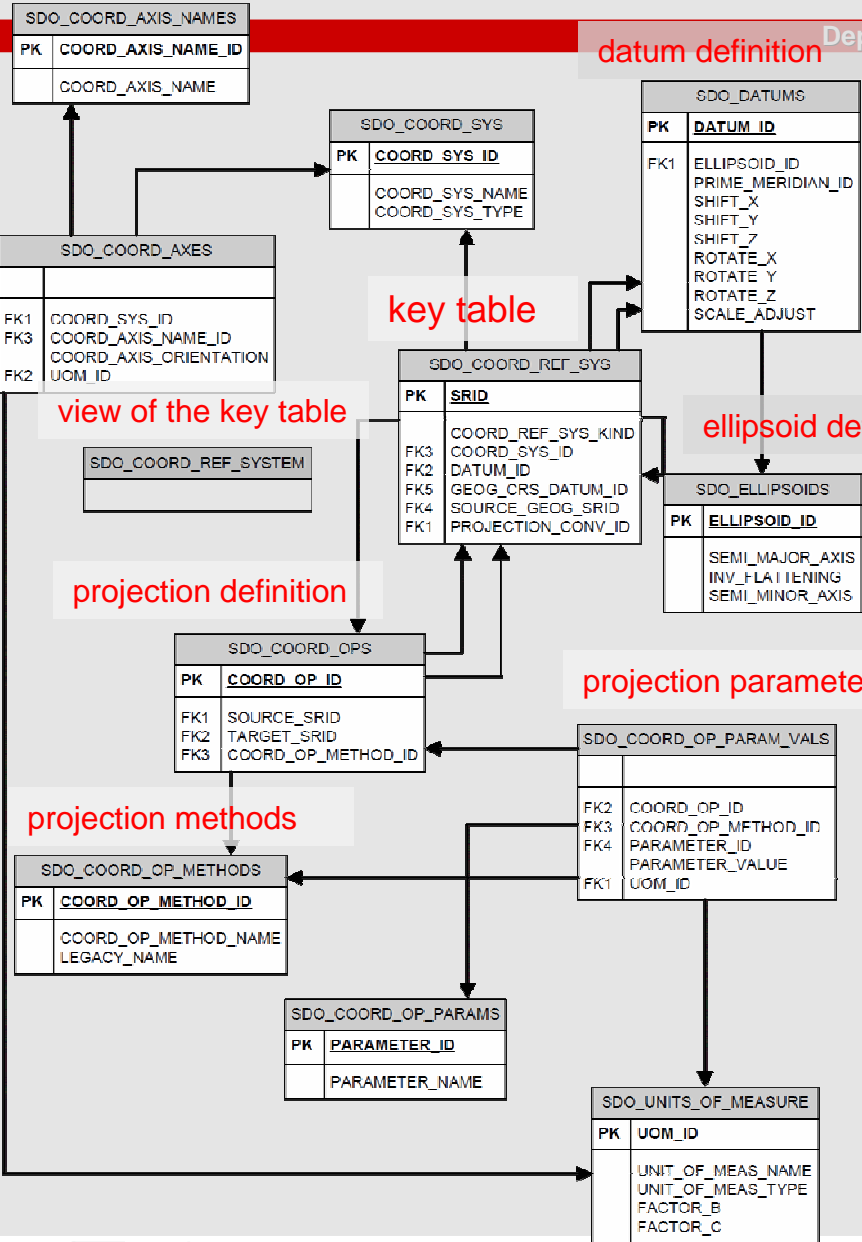 SDO_COORD_AXIS_NAMES
PK COORD_AXIS_NAME_ID
COORD_AXIS_NAME
Dep
datum definition
SDO_DATUMS
PK DATUM_ID
FK1 ELLIPSOID_ID
PRIME_MERIDIAN_ID
SHIFT_X
SHIFT_Y
SHIFT_Z
ROTATE_X
ROTATE_Y
ROTATE_Z
SCALE_ADJUST
SDO_COORD_SYS
PK COORD_SYS_ID
COORD_SYS_NAME
COORD_SYS_TYPE
SDO_COORD_AXES
FK1 COORD_SYS_ID
FK3 COORD_AXIS_NAME_ID
COORD_AXIS_ORIENTATION
FK2 UOM_ID
key table
SDO_COORD_REF_SYS
PK SRID
COORD_REF_SYS_KIND
FK3 COORD_SYS_ID
FK2 DATUM_ID
FK5 GEOG_CRS_DATUM_ID
FK4 SOURCE_GEOG_SRID
FK1 PROJECTION_CONV_ID
view of the key table
SDO_COORD_REF_SYSTEM
ellipsoid de
SDO_ELLIPSOIDS
PK ELLIPSOID_ID
SEMI_MAJOR_AXIS
INV_FLATTENING
SEMI_MINOR_AXIS
projection definition
SDO_COORD_OPS
PK COORD_OP_ID
FK1 SOURCE_SRID
FK2 TARGET_SRID
FK3 COORD_OP_METHOD_ID
projection paramete
SDO_COORD_OP_PARAM_VALS
FK2 COORD_OP_ID
FK3 COORD_OP_METHOD_ID
FK4 PARAMETER_ID
PARAMETER_VALUE
FK1 UOM_ID
projection methods
SDO_COORD_OP_METHODS
PK COORD_OP_METHOD_ID
COORD_OP_METHOD_NAME
LEGACY_NAME
SDO_COORD_OP_PARAMS
PK PARAMETER_ID
PARAMETER_NAME
SDO_UNITS_OF_MEASURE
PK UOM_ID
UNIT_OF_MEAS_NAME
UNIT_OF_MEAS_TYPE
FACTOR_B
FACTOR_C